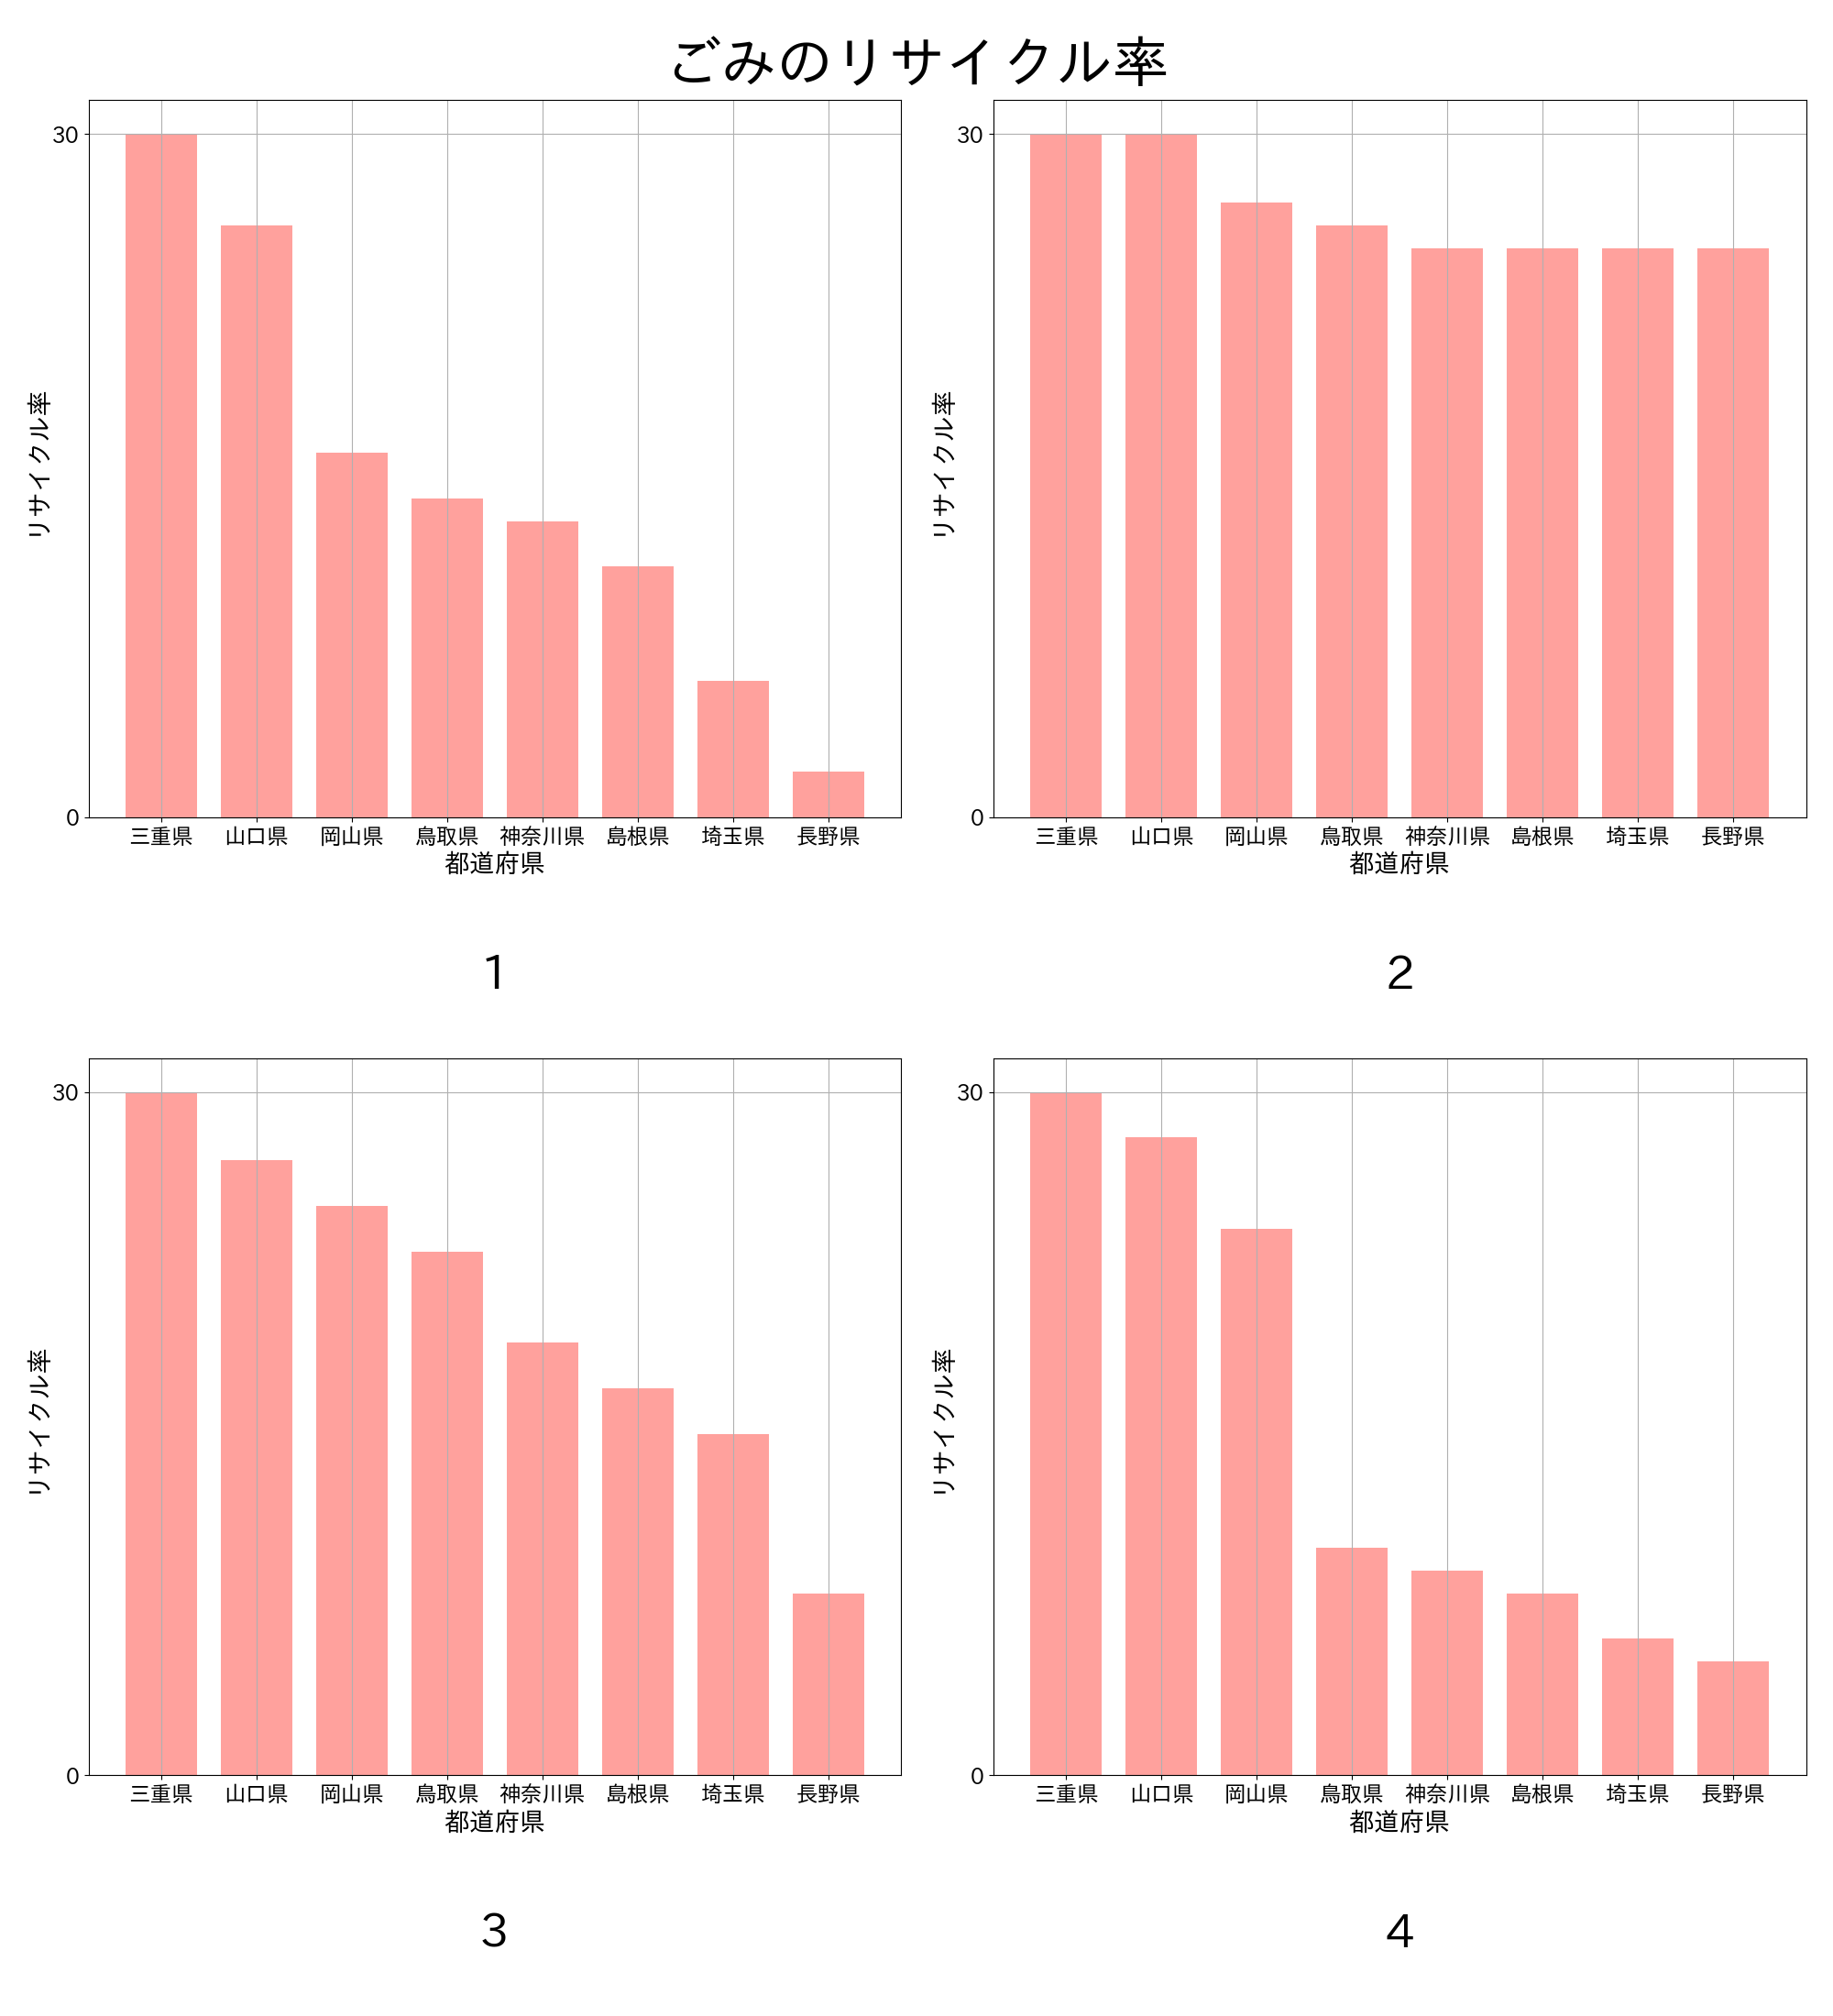 ごみのリサイクル率
30
0
リサイクル率
三重県 山口県 岡山県 鳥取県 神奈川県 島根県 埼玉県 長野県
都道府県
1
30
0
リサイクル率
三重県 山口県 岡山県 鳥取県 神奈川県 島根県 埼玉県 長野県
都道府県
2
30
0
リサイクル率
三重県 山口県 岡山県 鳥取県 神奈川県 島根県 埼玉県 長野県
都道府県
3
30
0
リサイクル率
三重県 山口県 岡山県 鳥取県 神奈川県 島根県 埼玉県 長野県
都道府県
4